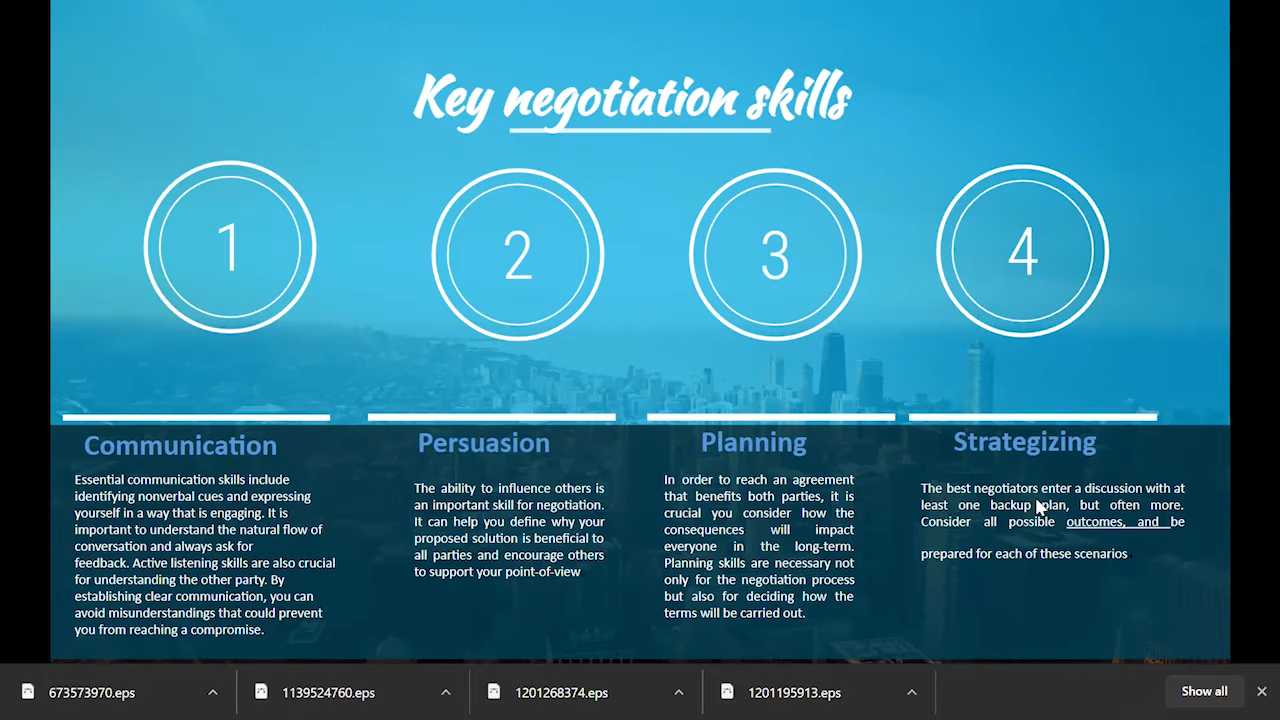 Key negotiation skills
1
2
3
4
Communication
Essential communication skills include
identifying nonverbal cues and expressing
yourself in a way that is engaging. It is
important to understand the natural flow of
conversation and always ask for
feedback. Active listening skills are also crucial
for understanding the other party. By
establishing clear communication, you can
avoid misunderstandings that could prevent
you from reaching a compromise.
Persuasion
The ability to influence others is
an important skill for negotiation.
It can help you define why your
proposed solution is beneficial to
all parties and encourage others
to support your point-of-view
Planning
In order to reach an agreement
that benefits both parties, it is
crucial you consider how the
consequences will impact
everyone in the long-term.
Planning skills are necessary not
only for the negotiation process
but also for deciding how the
terms will be carried out.
Strategizing
The best negotiators enter a discussion with at
least one backup plan, but often more.
Consider all possible outcomes, and be
prepared for each of these scenarios
673573970.eps
1139524760.eps
1201268374.eps
1201195913.eps
Show all